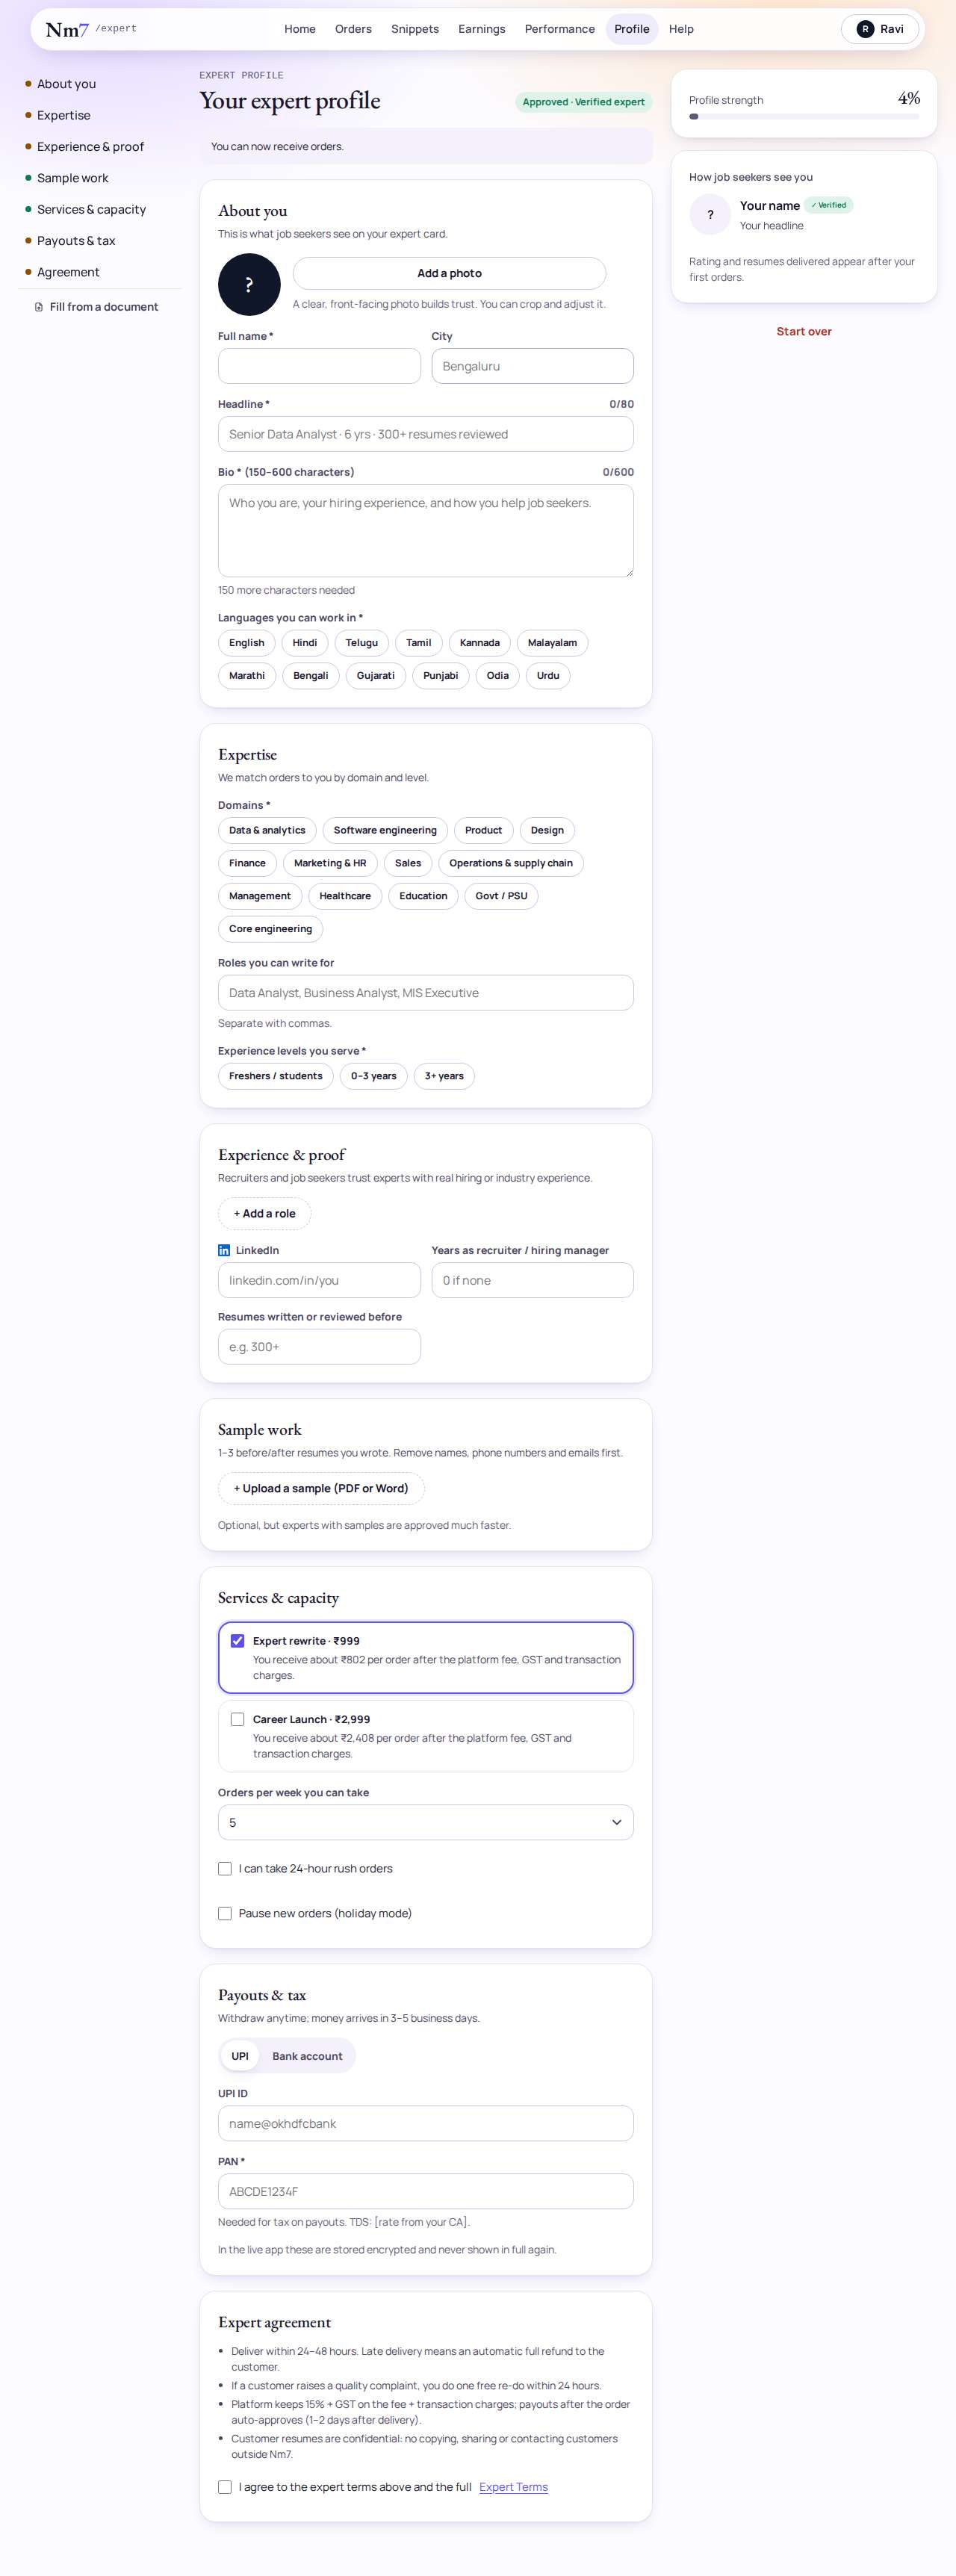 Nm7 /expert
Home Orders Snippets Earnings Performance Profile Help
R Ravi
About you
Expertise
Experience & proof
Sample work
Services & capacity
Payouts & tax
Agreement
Fill from a document
EXPERT PROFILE
Your expert profile
Approved · Verified expert
You can now receive orders.
About you
This is what job seekers see on your expert card.
?
Add a photo
A clear, front-facing photo builds trust. You can crop and adjust it.
Full name * City
Bengaluru
Headline * 0/80
Senior Data Analyst · 6 yrs · 300+ resumes reviewed
Bio * (150–600 characters) 0/600
Who you are, your hiring experience, and how you help job seekers.
150 more characters needed
Languages you can work in *
English Hindi Telugu Tamil Kannada Malayalam
Marathi Bengali Gujarati Punjabi Odia Urdu
Expertise
We match orders to you by domain and level.
Domains *
Data & analytics Software engineering Product Design
Finance Marketing & HR Sales Operations & supply chain
Management Healthcare Education Govt / PSU
Core engineering
Roles you can write for
Data Analyst, Business Analyst, MIS Executive
Separate with commas.
Experience levels you serve *
Freshers / students 0–3 years 3+ years
Experience & proof
Recruiters and job seekers trust experts with real hiring or industry experience.
+ Add a role
in LinkedIn Years as recruiter / hiring manager
linkedin.com/in/you 0 if none
Resumes written or reviewed before
e.g. 300+
Sample work
1–3 before/after resumes you wrote. Remove names, phone numbers and emails first.
+ Upload a sample (PDF or Word)
Optional, but experts with samples are approved much faster.
Services & capacity
Expert rewrite · ₹999
You receive about ₹802 per order after the platform fee, GST and transaction
charges.
Career Launch · ₹2,999
You receive about ₹2,408 per order after the platform fee, GST and
transaction charges.
Orders per week you can take
5
I can take 24-hour rush orders
Pause new orders (holiday mode)
Payouts & tax
Withdraw anytime; money arrives in 3–5 business days.
UPI Bank account
UPI ID
name@okhdfcbank
PAN *
ABCDE1234F
Needed for tax on payouts. TDS: [rate from your CA].
In the live app these are stored encrypted and never shown in full again.
Expert agreement
• Deliver within 24–48 hours. Late delivery means an automatic full refund to the
customer.
• If a customer raises a quality complaint, you do one free re-do within 24 hours.
• Platform keeps 15% + GST on the fee + transaction charges; payouts after the order
auto-approves (1–2 days after delivery).
• Customer resumes are confidential: no copying, sharing or contacting customers
outside Nm7.
I agree to the expert terms above and the full Expert Terms
Profile strength 4%
How job seekers see you
? Your name ✓ Verified
Your headline
Rating and resumes delivered appear after your
first orders.
Start over